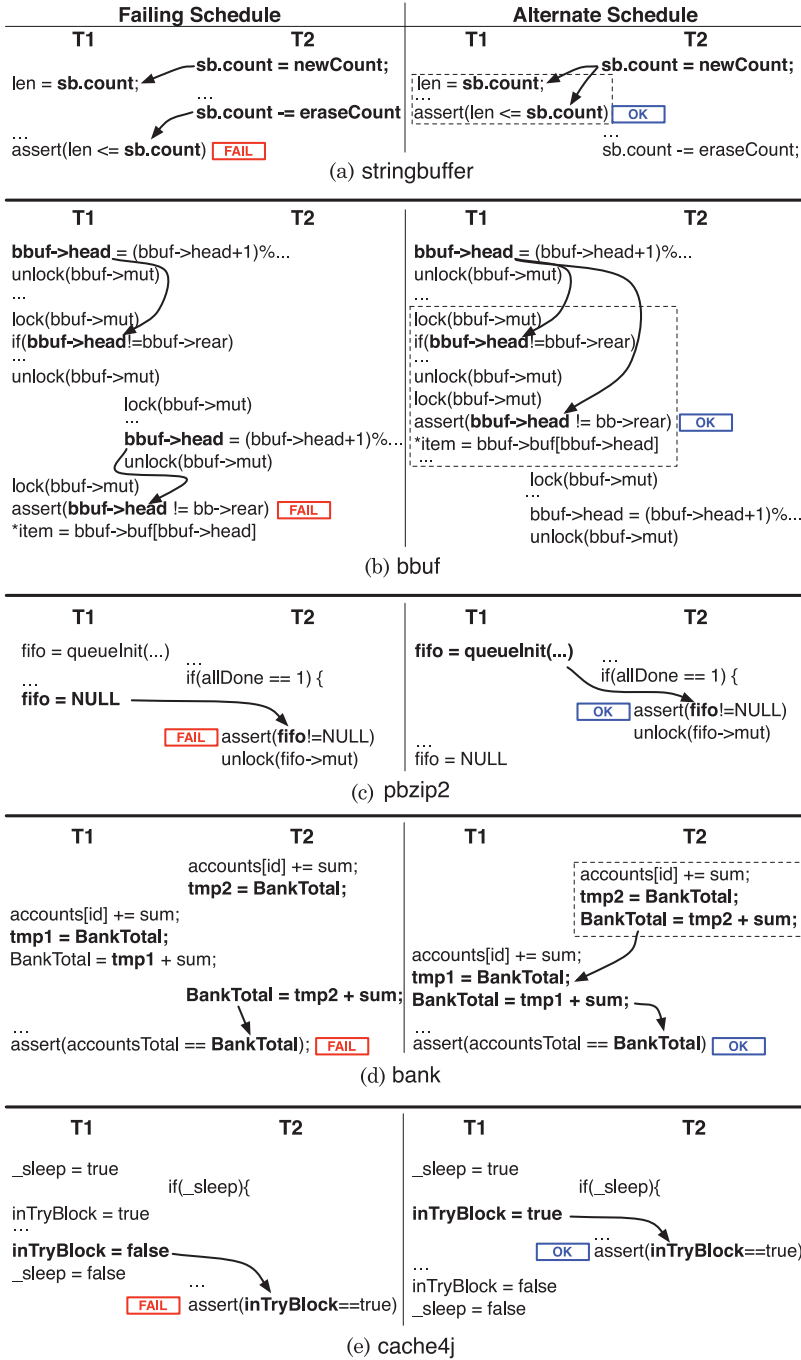 Failing Schedule
Alternate Schedule
T1 T2
sb.count = newCount;
len = sb.count;
...
sb.count -= eraseCount
...
assert(len <= sb.count) FAIL
T1 T2
sb.count = newCount;
len = sb.count;
...
assert(len <= sb.count) OK
...
sb.count -= eraseCount;
(a) stringbuffer
T1 T2
bbuf->head = (bbuf->head+1)%...
unlock(bbuf->mut)
...
lock(bbuf->mut)
if(bbuf->head!=bbuf->rear)
...
unlock(bbuf->mut)
lock(bbuf->mut)
...
bbuf->head = (bbuf->head+1)%...
unlock(bbuf->mut)
lock(bbuf->mut)
assert(bbuf->head != bb->rear) FAIL
*item = bbuf->buf[bbuf->head]
T1 T2
bbuf->head = (bbuf->head+1)%...
unlock(bbuf->mut)
...
lock(bbuf->mut)
if(bbuf->head!=bbuf->rear)
...
unlock(bbuf->mut)
lock(bbuf->mut)
assert(bbuf->head != bb->rear) OK
*item = bbuf->buf[bbuf->head]
...
lock(bbuf->mut)
...
bbuf->head = (bbuf->head+1)%...
unlock(bbuf->mut)
(b) bbuf
T1 T2
fifo = queueInit(...)
...
if(allDone == 1) {
...
fifo = NULL
FAIL assert(fifo!=NULL)
unlock(fifo->mut)
T1 T2
fifo = queueInit(...)
...
if(allDone == 1) {
OK assert(fifo!=NULL)
unlock(fifo->mut)
...
fifo = NULL
(c) pbzip2
T1 T2
accounts[id] += sum;
tmp2 = BankTotal;
accounts[id] += sum;
tmp1 = BankTotal;
BankTotal = tmp1 + sum;
BankTotal = tmp2 + sum;
...
assert(accountsTotal == BankTotal); FAIL
T1 T2
accounts[id] += sum;
tmp2 = BankTotal;
BankTotal = tmp2 + sum;
accounts[id] += sum;
tmp1 = BankTotal;
BankTotal = tmp1 + sum;
...
assert(accountsTotal == BankTotal) OK
(d) bank
T1 T2
_sleep = true
if(_sleep){
inTryBlock = true
...
inTryBlock = false
_sleep = false
...
FAIL assert(inTryBlock==true)
T1 T2
_sleep = true
if(_sleep){
inTryBlock = true
...
OK assert(inTryBlock==true)
...
inTryBlock = false
_sleep = false
(e) cache4j